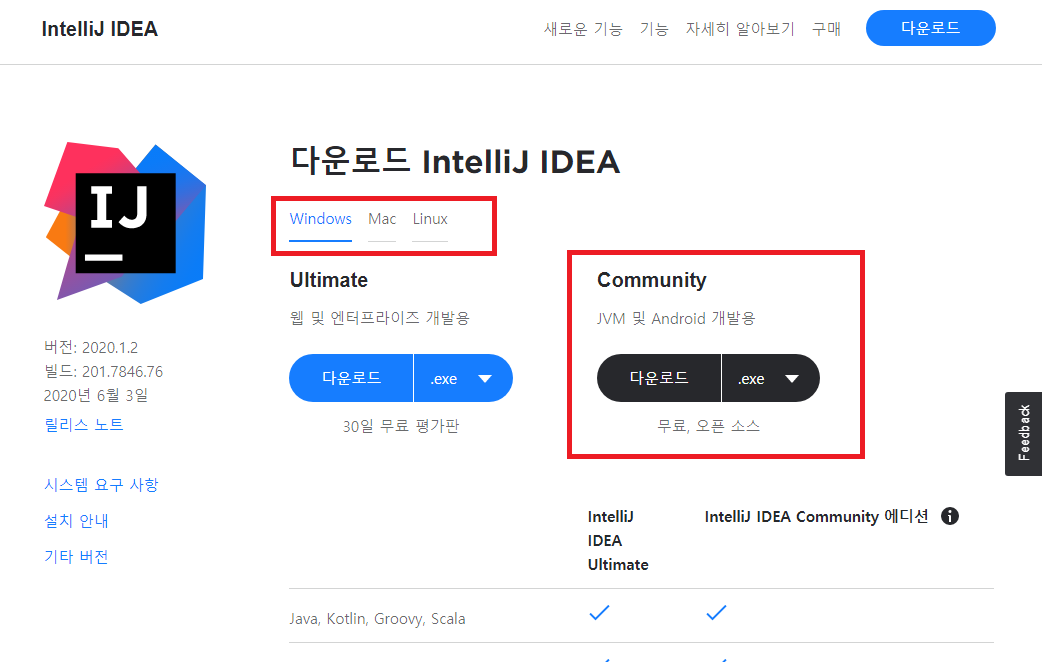 IntelliJ IDEA
새로운 기능 기능 자세히 알아보기 구매 다운로드
IJ
다운로드 IntelliJ IDEA
Windows Mac Linux
Ultimate
웹 및 엔터프라이즈 개발용
다운로드 .exe
30일 무료 평가판
Community
JVM 및 Android 개발용
다운로드 .exe
무료, 오픈 소스
버전: 2020.1.2
빌드: 201.7846.76
2020년 6월 3일
릴리스 노트
시스템 요구 사항
설치 안내
기타 버전
Feedback
IntelliJ
IDEA
Ultimate
IntelliJ IDEA Community 에디션
Java, Kotlin, Groovy, Scala